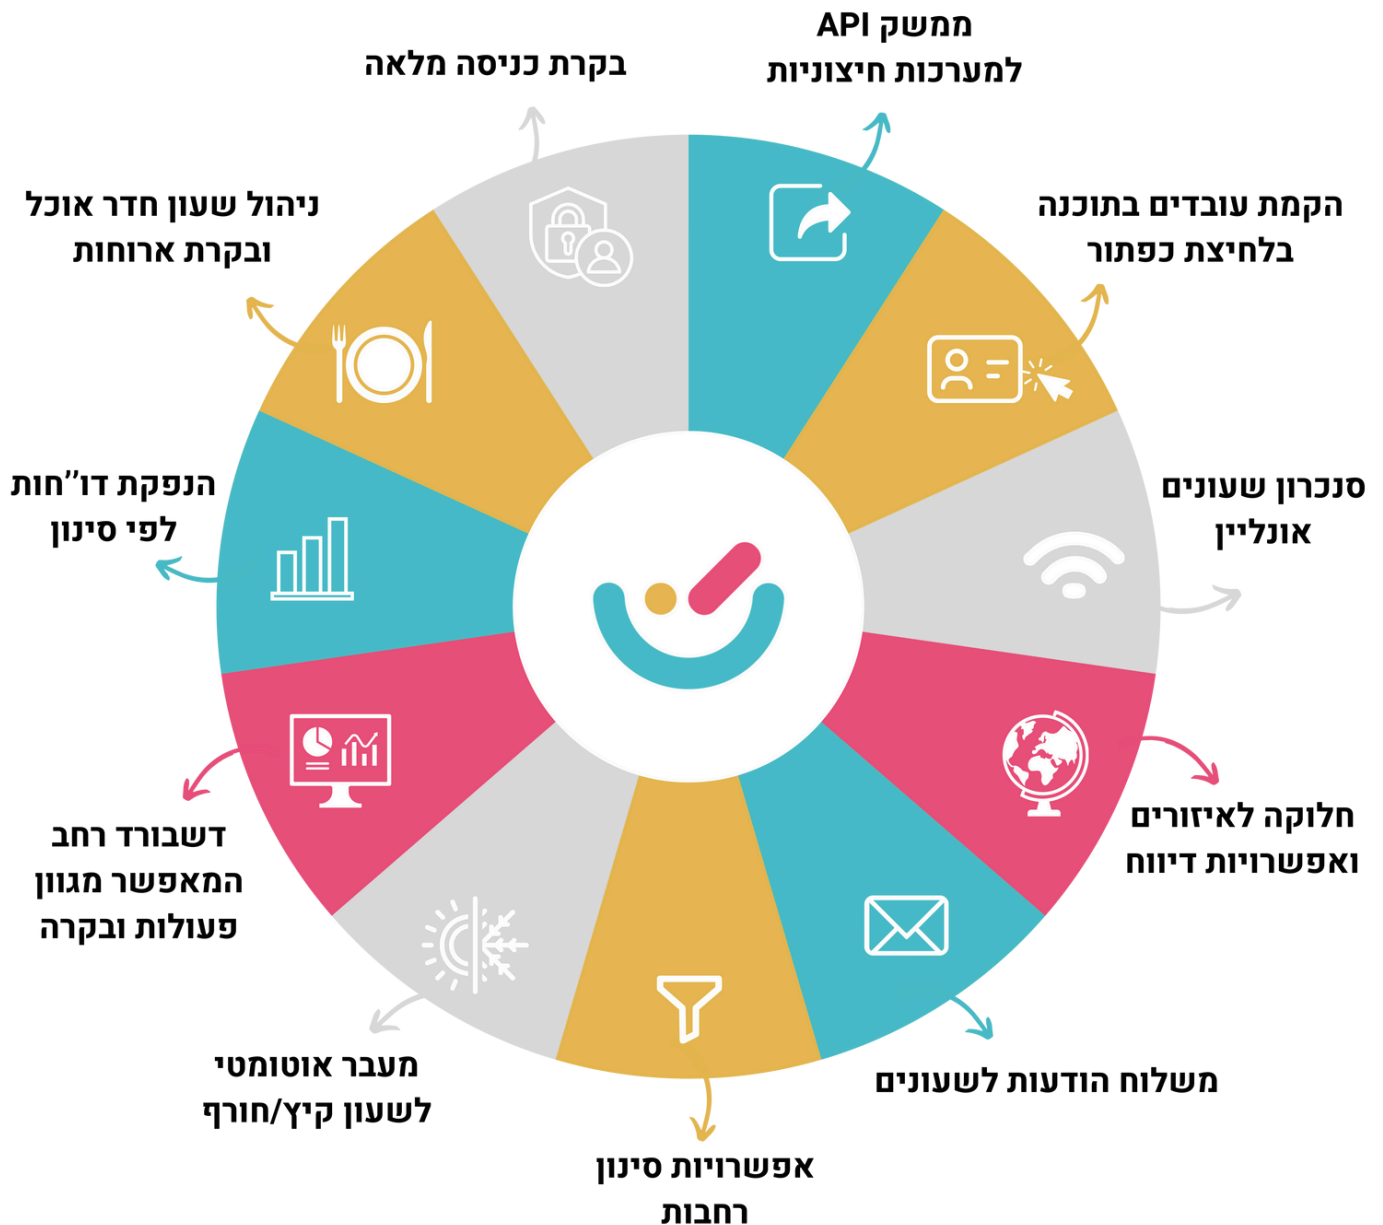 ממשק API
למערכות חיצוניות
הקמת עובדים בתוכנה
בלחיצת כפתור
סנכרון שעונים
אונליין
חלוקה לאיזורים
ואפשרויות דיווח
משלוח הודעות לשעונים
אפשרויות סינון
רחבות
מעבר אוטומטי
לשעון קיץ/חורף
דשבורד רחב
המאפשר מגוון
פעולות ובקרה
הנפקת דו''חות
לפי סינון
ניהול שעון חדר אוכל
ובקרת ארוחות
בקרת כניסה מלאה